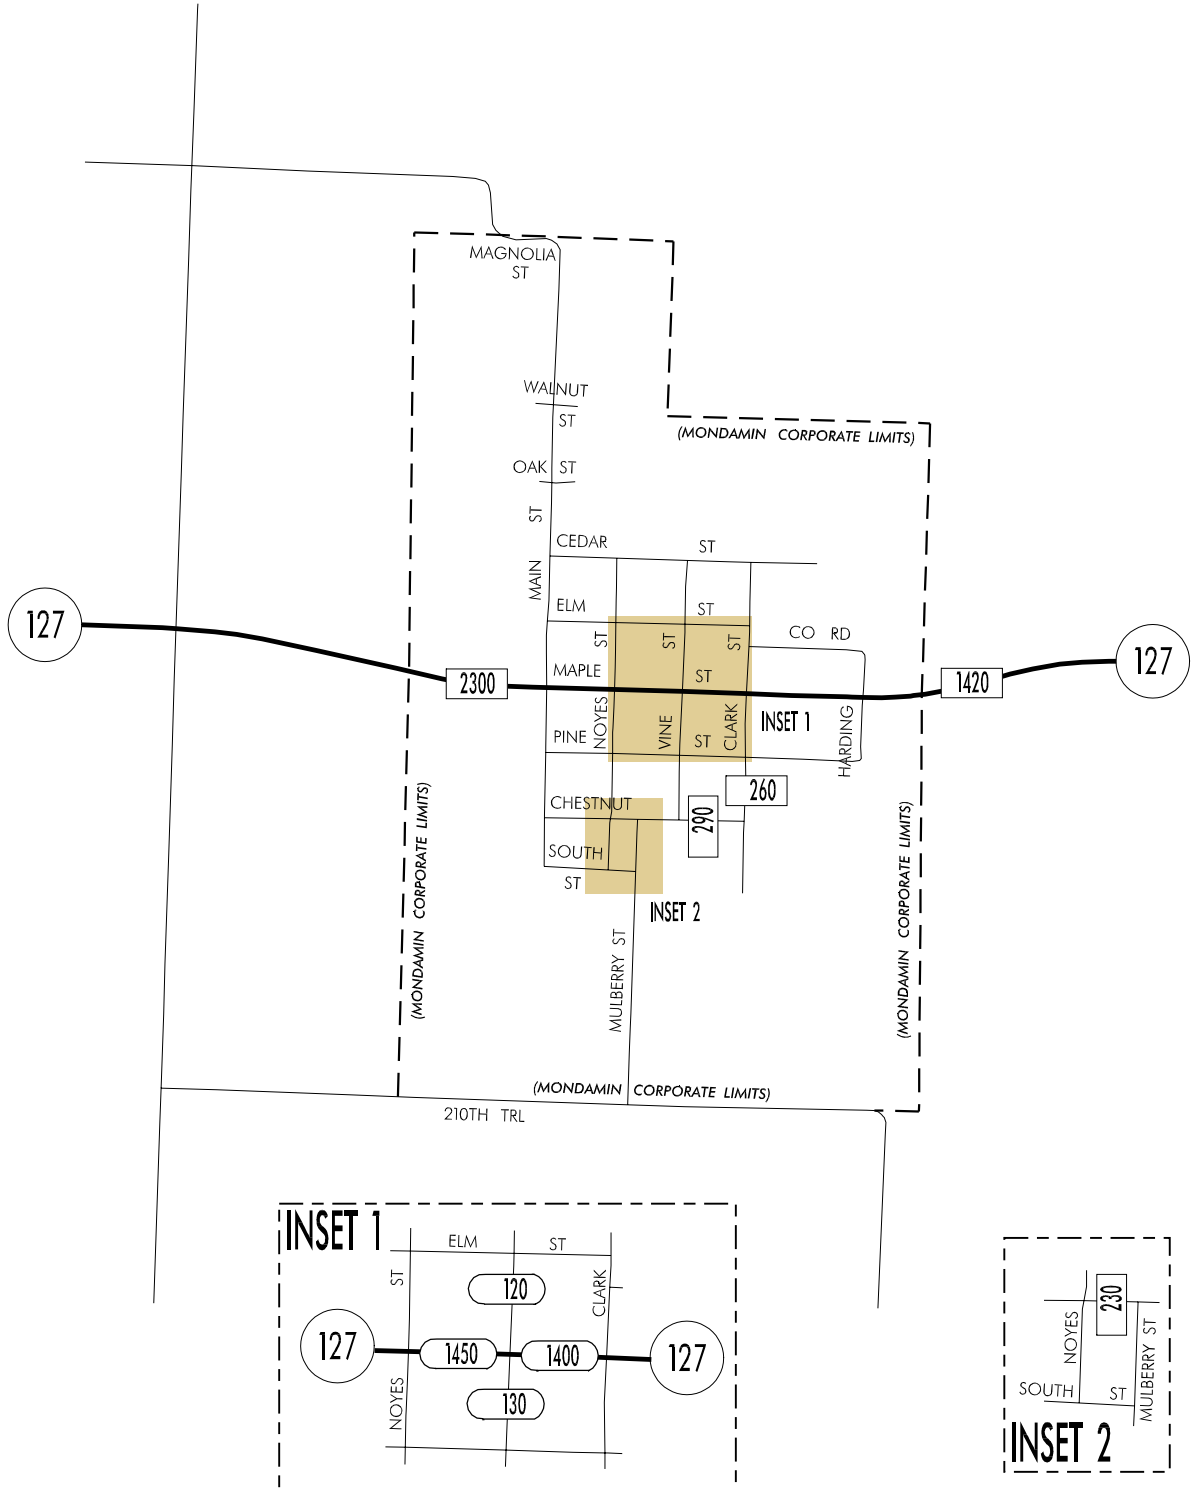 MAGNOLIA
ST
WALNUT
ST
OAK ST
(MONDAMIN CORPORATE LIMITS)
MAIN ST
CEDAR ST
ELM ST
CO RD
127
2300
MAPLE ST
1420
127
NOYES ST
VINE ST
CLARK ST
INSET 1
HARDING
PINE ST
260
CHESTNUT
290
SOUTH
ST
INSET 2
(MONDAMIN CORPORATE LIMITS)
(MONDAMIN CORPORATE LIMITS)
MULBERRY ST
(MONDAMIN CORPORATE LIMITS)
210TH TRL
INSET 1
ELM ST
NOYES ST
CLARK
120
127
1450
1400
127
130
230
NOYES
MULBERRY ST
SOUTH ST
INSET 2